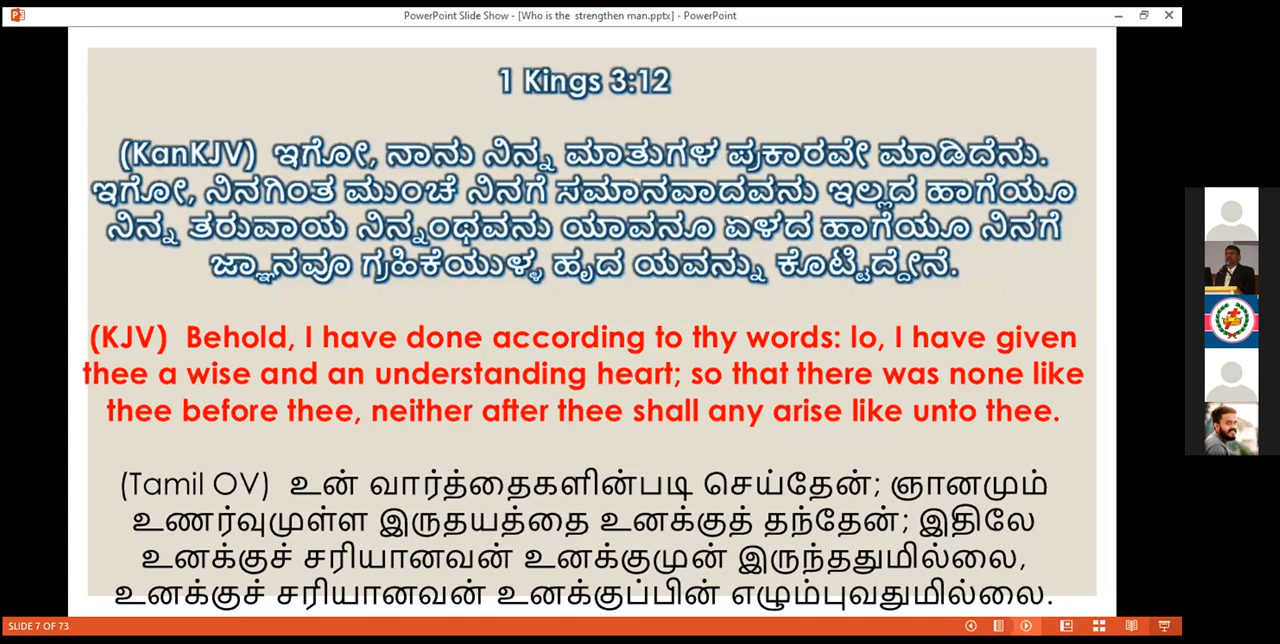 PowerPoint Slide Show - [Who is the  strengthen man.pptx] - PowerPoint
1 Kings 3:12
(KanKJV)  ಇಗೋ, ನಾನು ನಿನ್ನ ಮಾತುಗಳ ಪ್ರಕಾರವೇ ಮಾಡಿದೆನು.
ಇಗೋ, ನಿನಗಿಂತ ಮುಂಚೆ ನಿನಗೆ ಸಮಾನವಾದವನು ಇಲ್ಲದ ಹಾಗೆಯೂ
ನಿನ್ನ ತರುವಾಯ ನಿನ್ನಂಥವನು ಯಾವನೂ ಏಳದ ಹಾಗೆಯೂ ನಿನಗೆ
ಜ್ಞಾನವೂ ಗ್ರಹಿಕೆಯುಳ್ಳ ಹೃದ ಯವನ್ನು ಕೊಟ್ಟಿದ್ದೇನೆ.
(KJV)  Behold, I have done according to thy words: lo, I have given
thee a wise and an understanding heart; so that there was none like
thee before thee, neither after thee shall any arise like unto thee.
(Tamil OV)  உன் வார்த்தைகளின்படி செய்தேன்; ஞானமும்
உணர்வுமுள்ள இருதயத்தை உனக்குத் தந்தேன்; இதிலே
உனக்குச் சரியானவன் உனக்குமுன் இருந்ததுமில்லை,
உனக்குச் சரியானவன் உனக்குப்பின் எழும்புவதுமில்லை.
SLIDE 7 OF 73